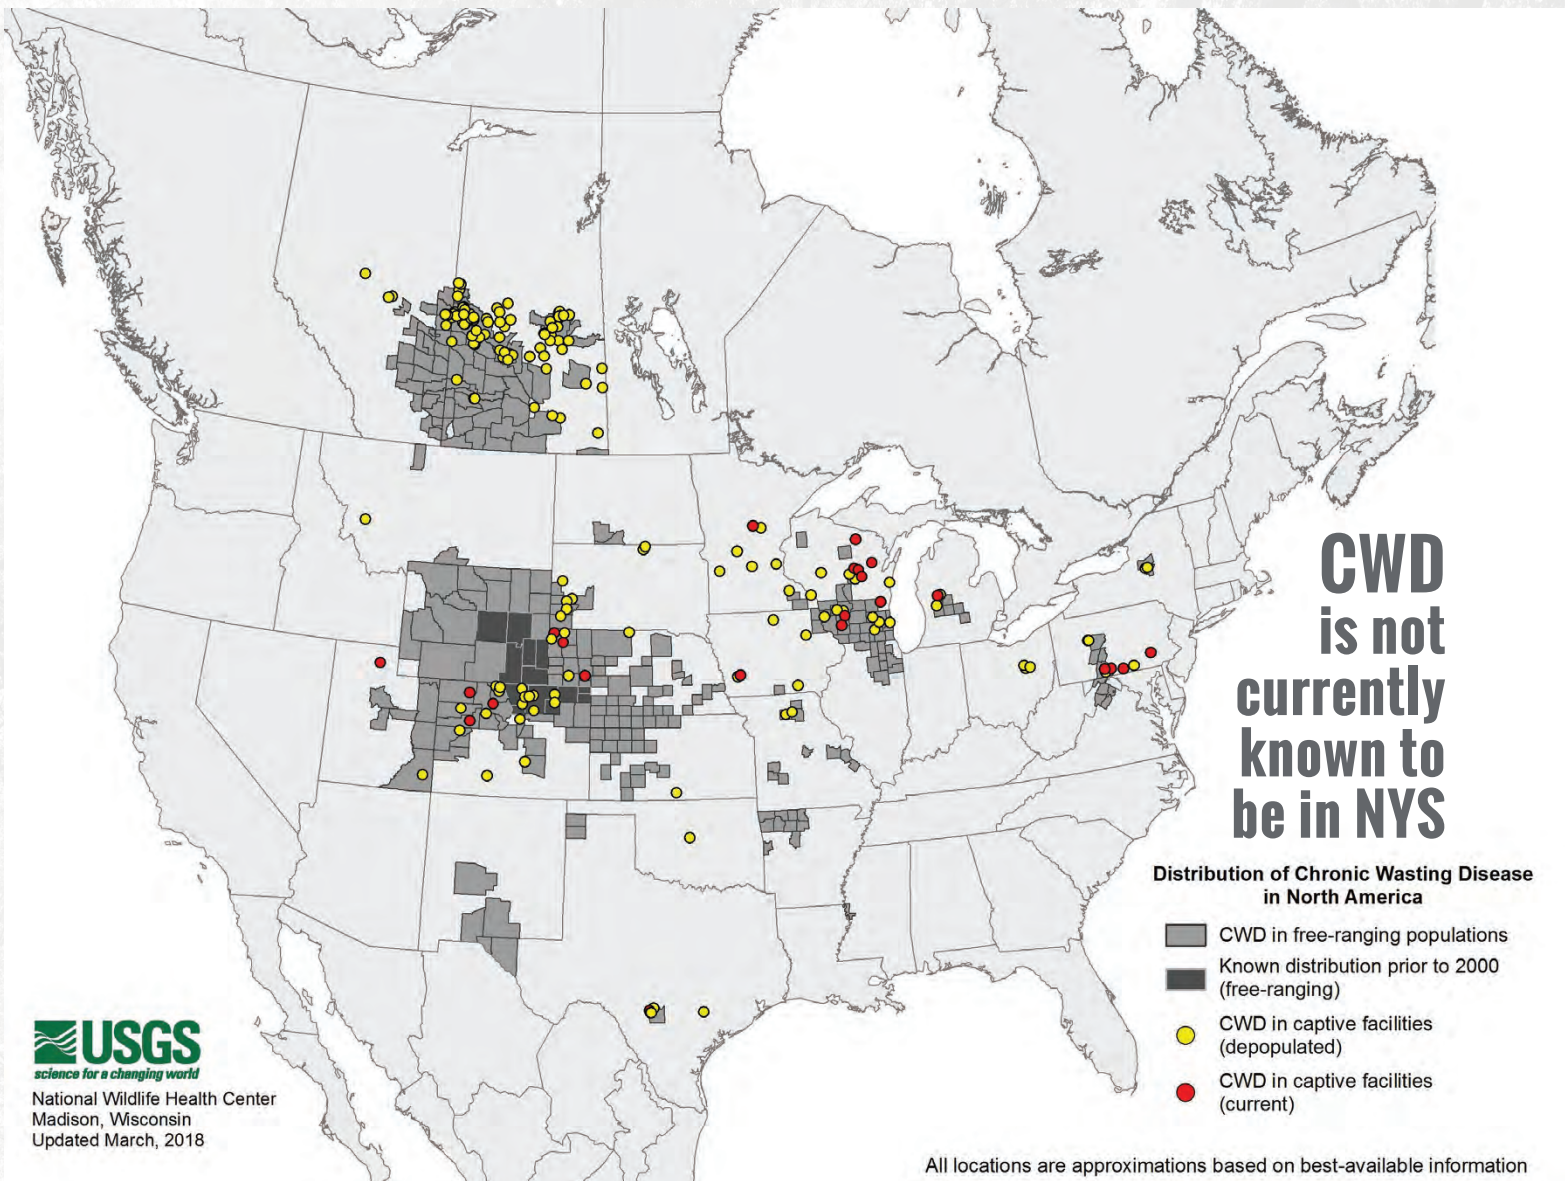 CWD
is not
currently
known to
be in NYS
Distribution of Chronic Wasting Disease
in North America
CWD in free-ranging populations
Known distribution prior to 2000
(free-ranging)
CWD in captive facilities
(depopulated)
CWD in captive facilities
(current)
USGS
science for a changing world
National Wildlife Health Center
Madison, Wisconsin
Updated March, 2018
All locations are approximations based on best-available information